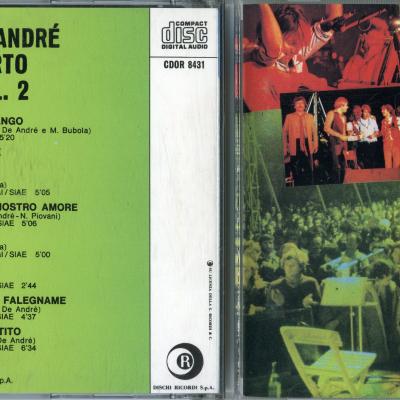 ANDRÉ
RTO
. 2
COMPACT
disc
DIGITAL AUDIO
CDOR 8431
ANGO
De André e M. Bubola)
5'20
a)
I/SIAE 5'05
NOSTRO AMORE
ndré-N. Piovani)
SIAE 5'06
a)
I/SIAE 5'00
SIAE 2'44
FALEGNAME
De André)
SIAE 4'37
TITO
De André)
SIAE 6'34
p.A.
R
DISCHI RICORDI S.p.A.